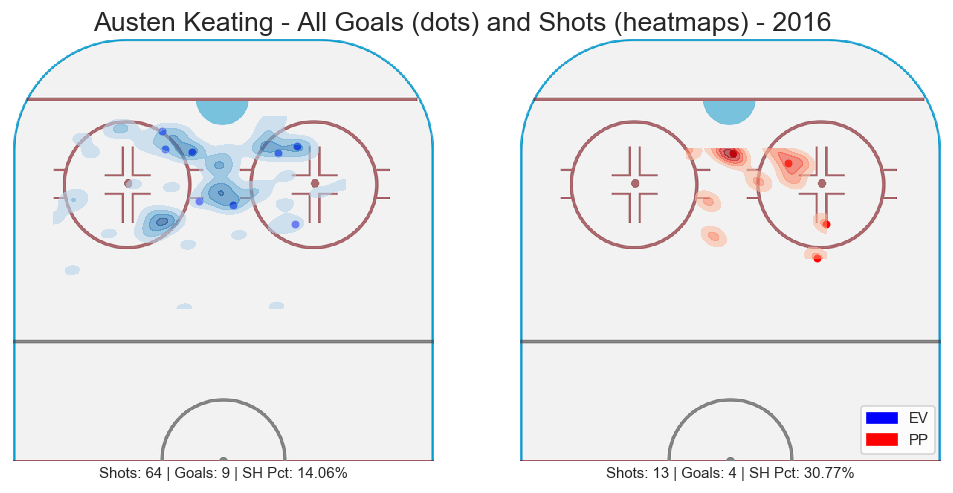 Austen Keating - All Goals (dots) and Shots (heatmaps) - 2016
EV
PP
Shots: 64 | Goals: 9 | SH Pct: 14.06%
Shots: 13 | Goals: 4 | SH Pct: 30.77%